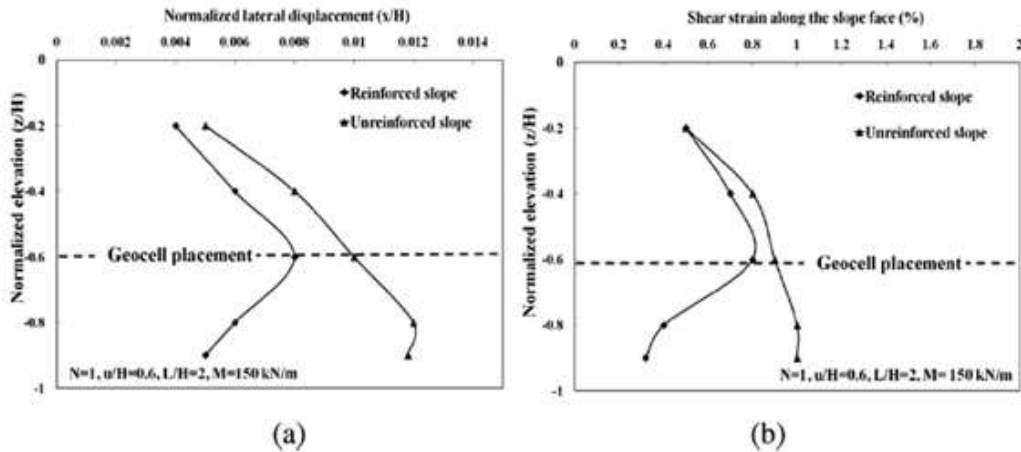 Normalized lateral displacement (x/H)
0 0.002 0.004 0.006 0.008 0.01 0.012 0.014
0
-0.2
-0.4
-0.6
-0.8
-1
Normalized elevation (z/H)
Reinforced slope
Unreinforced slope
Geocell placement
N=1, u/H=0.6, L/H=2, M=150 kN/m
(a)
Shear strain along the slope face (%)
0 0.2 0.4 0.6 0.8 1 1.2 1.4 1.6 1.8 2
0
-0.2
-0.4
-0.6
-0.8
-1
Normalized elevation (z/H)
Reinforced slope
Unreinforced slope
Geocell placement
N=1, u/H=0.6, L/H=2, M= 150 kN/m
(b)